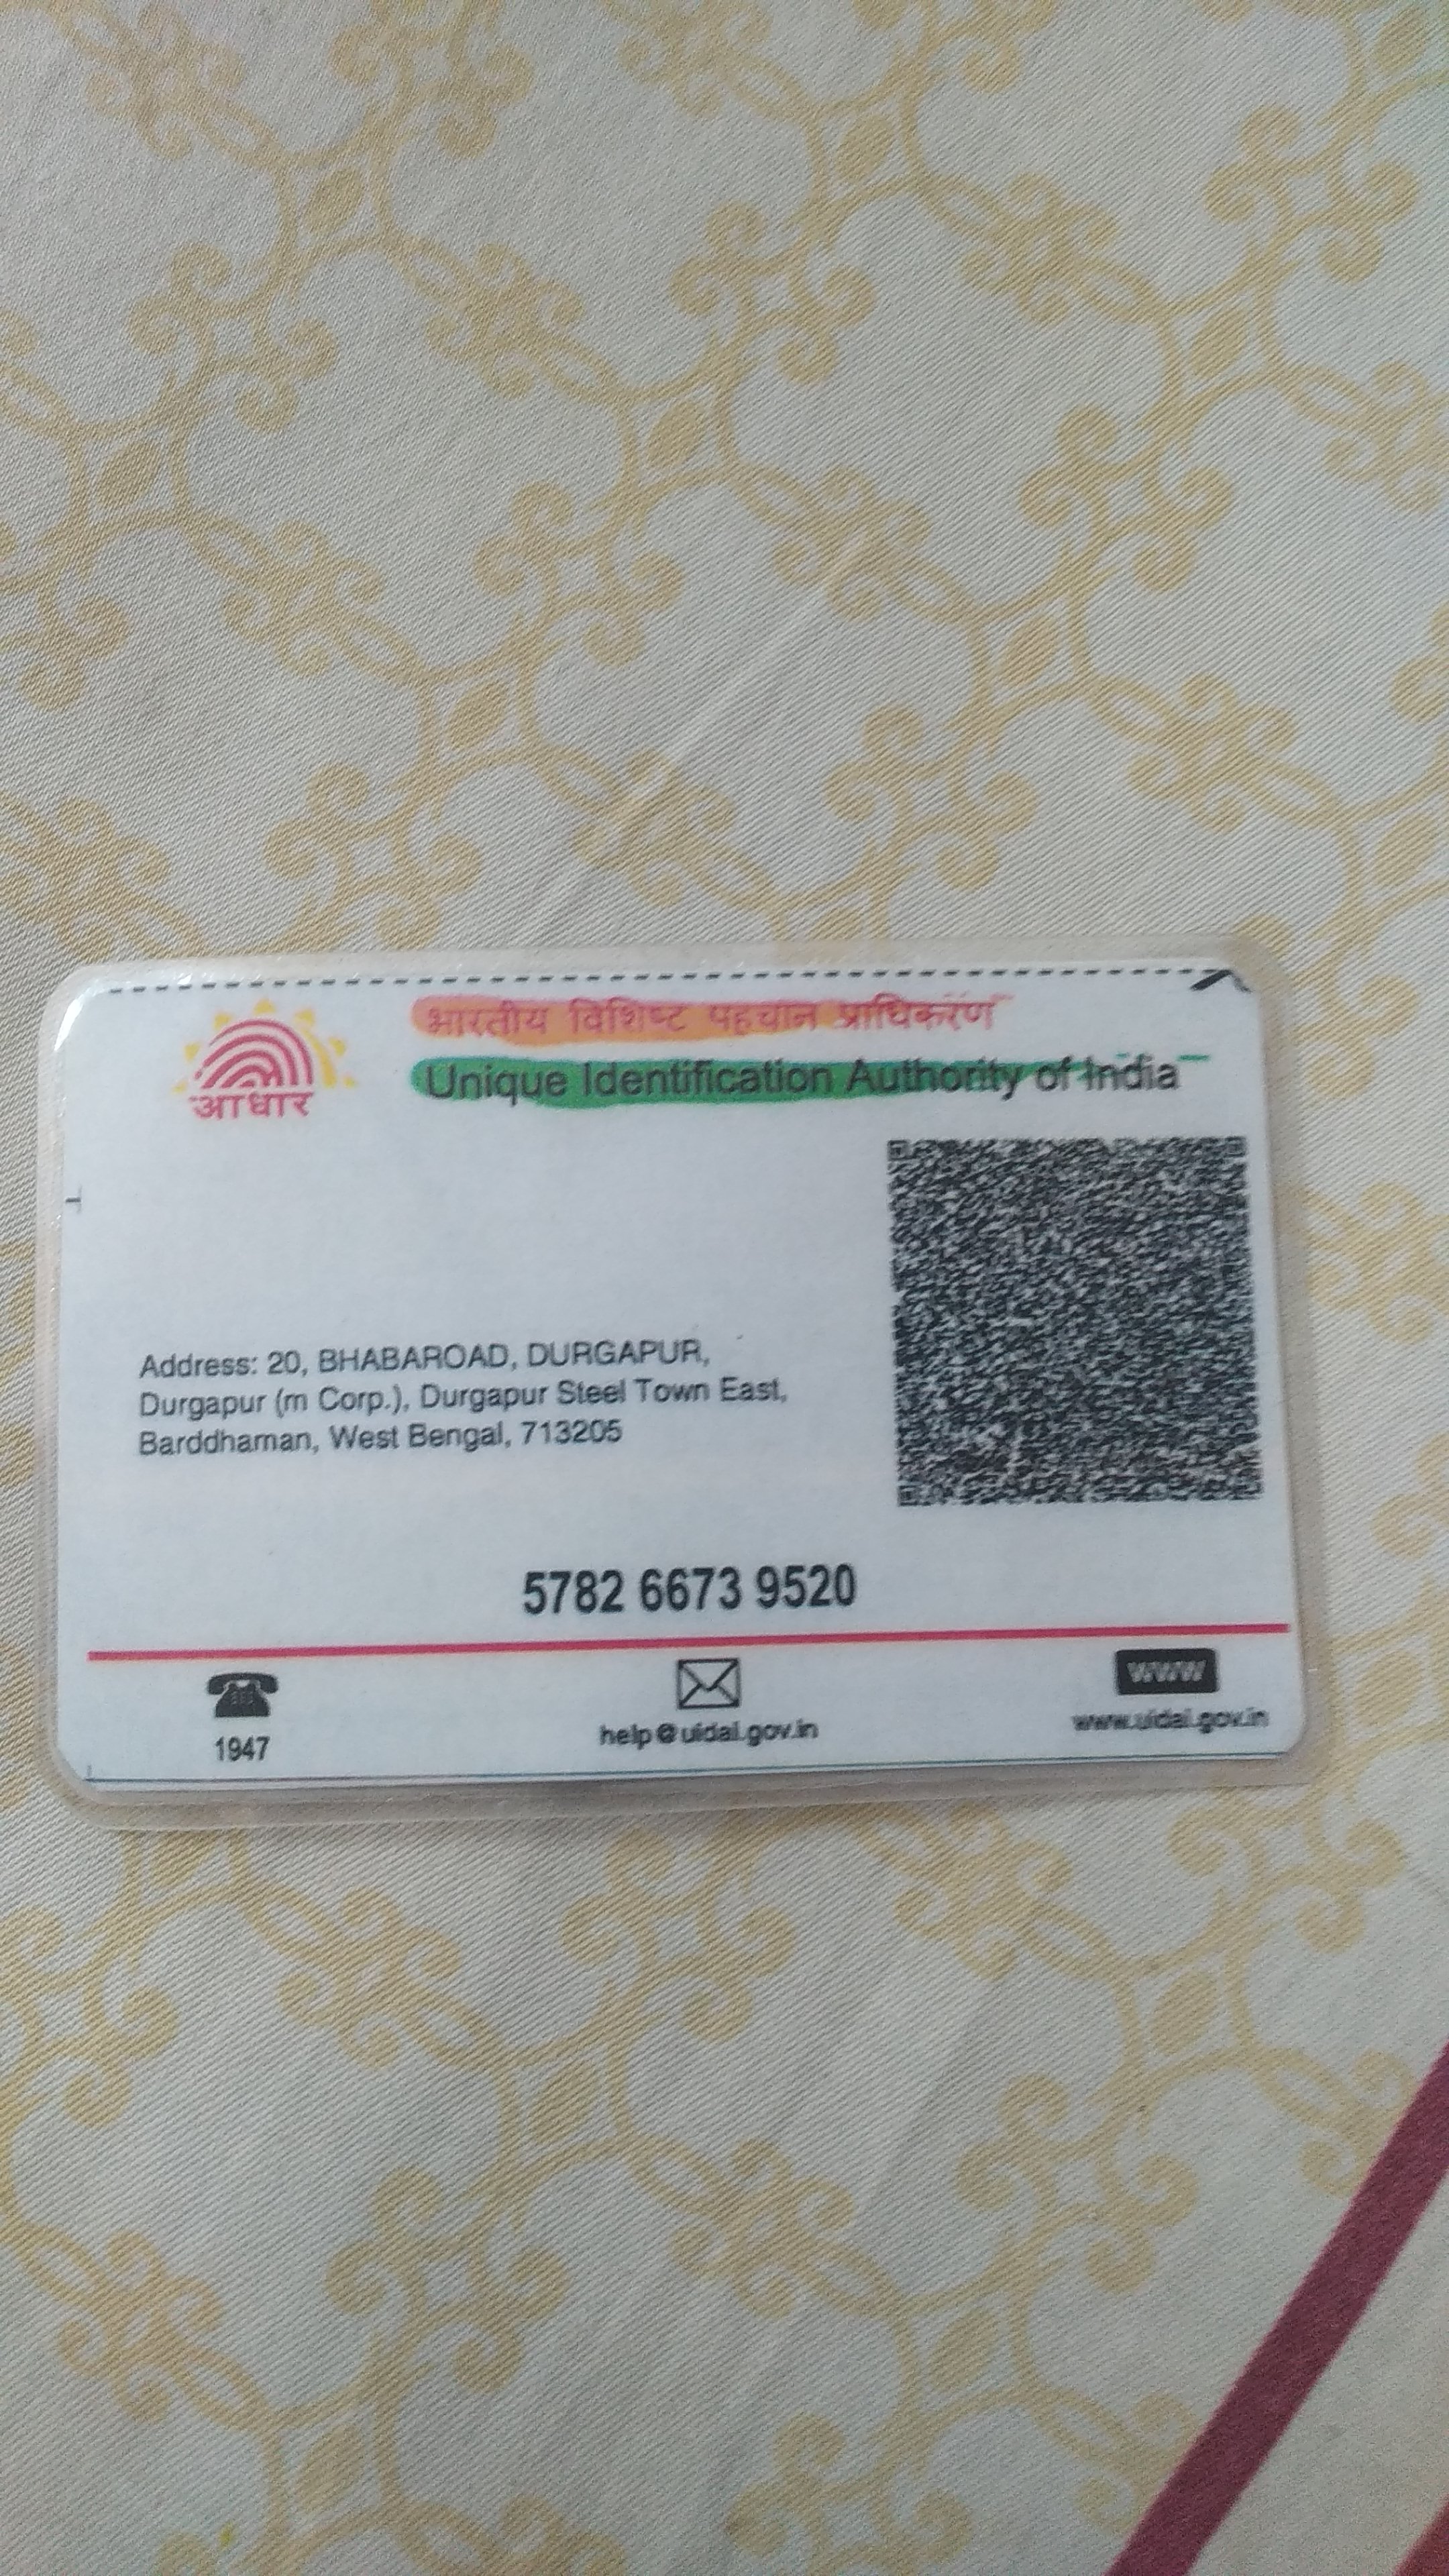 आधार
भारतीय विशिष्ट पहचान प्राधिकरण
Unique Identification Authority of India
Address: 20, BHABAROAD, DURGAPUR,
Durgapur (m Corp.), Durgapur Steel Town East,
Barddhaman, West Bengal, 713205
5782 6673 9520
1947
help@uidai.gov.in
www
www.uidai.gov.in